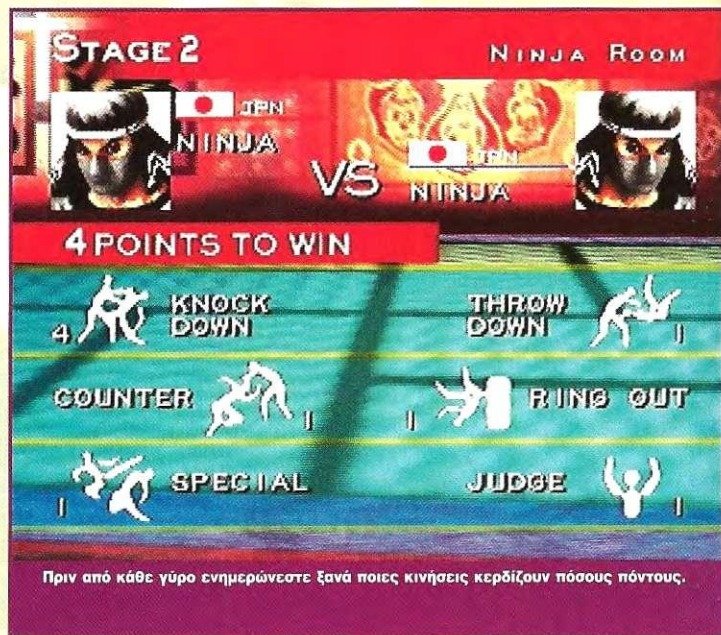 STAGE 2 NINJA ROOM
JPN
NINJA
VS
JPN
NINJA
4 POINTS TO WIN
4 KNOCK DOWN
THROW DOWN 1
COUNTER 1
1 RING OUT
1 SPECIAL
JUDGE 1
Πριν από κάθε γύρο ενημερώνεστε ξανά ποιες κινήσεις κερδίζουν πόσους πόντους.